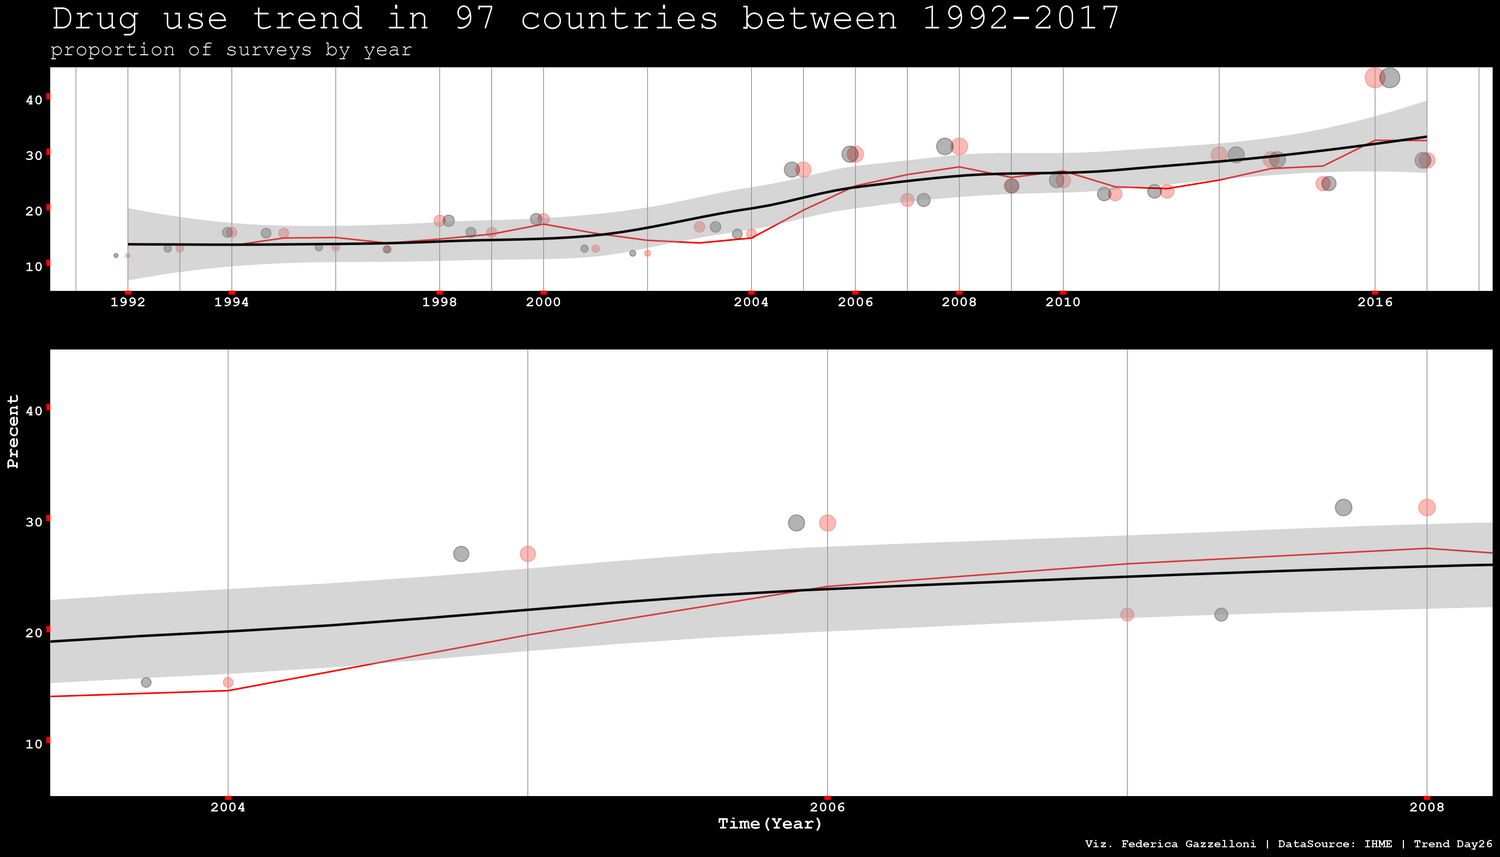 Drug use trend in 97 countries between 1992-2017
proportion of surveys by year
40
30
20
10
1992 1994 1998 2000 2004 2006 2008 2010 2016
Precent
40
30
20
10
2004 2006 2008
Time(Year)
Viz. Federica Gazzelloni | DataSource: IHME | Trend Day26